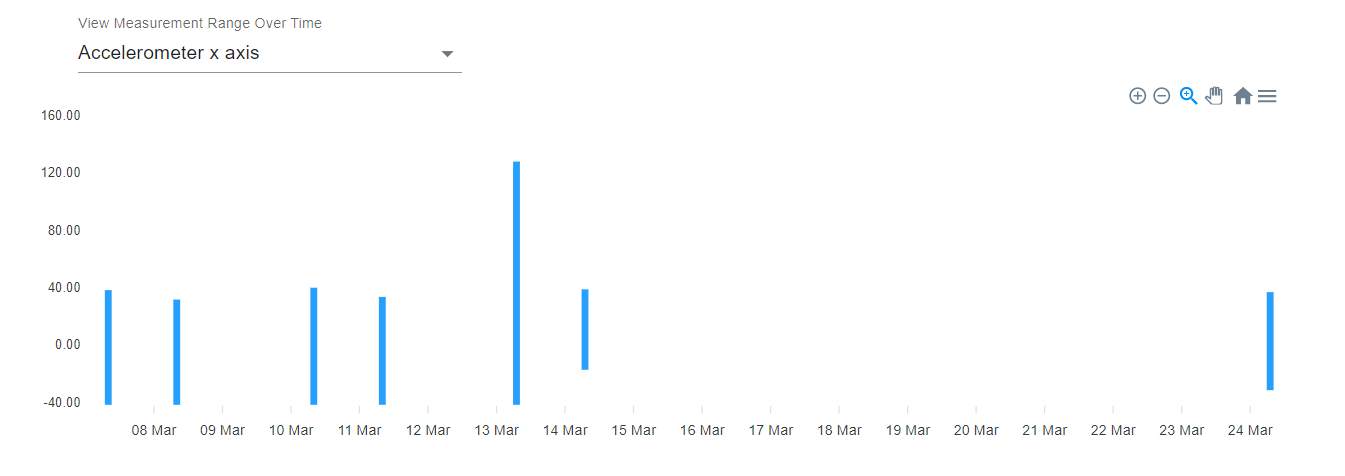 View Measurement Range Over Time
Accelerometer x axis
160.00
120.00
80.00
40.00
0.00
-40.00
08 Mar 09 Mar 10 Mar 11 Mar 12 Mar 13 Mar 14 Mar 15 Mar 16 Mar 17 Mar 18 Mar 19 Mar 20 Mar 21 Mar 22 Mar 23 Mar 24 Mar